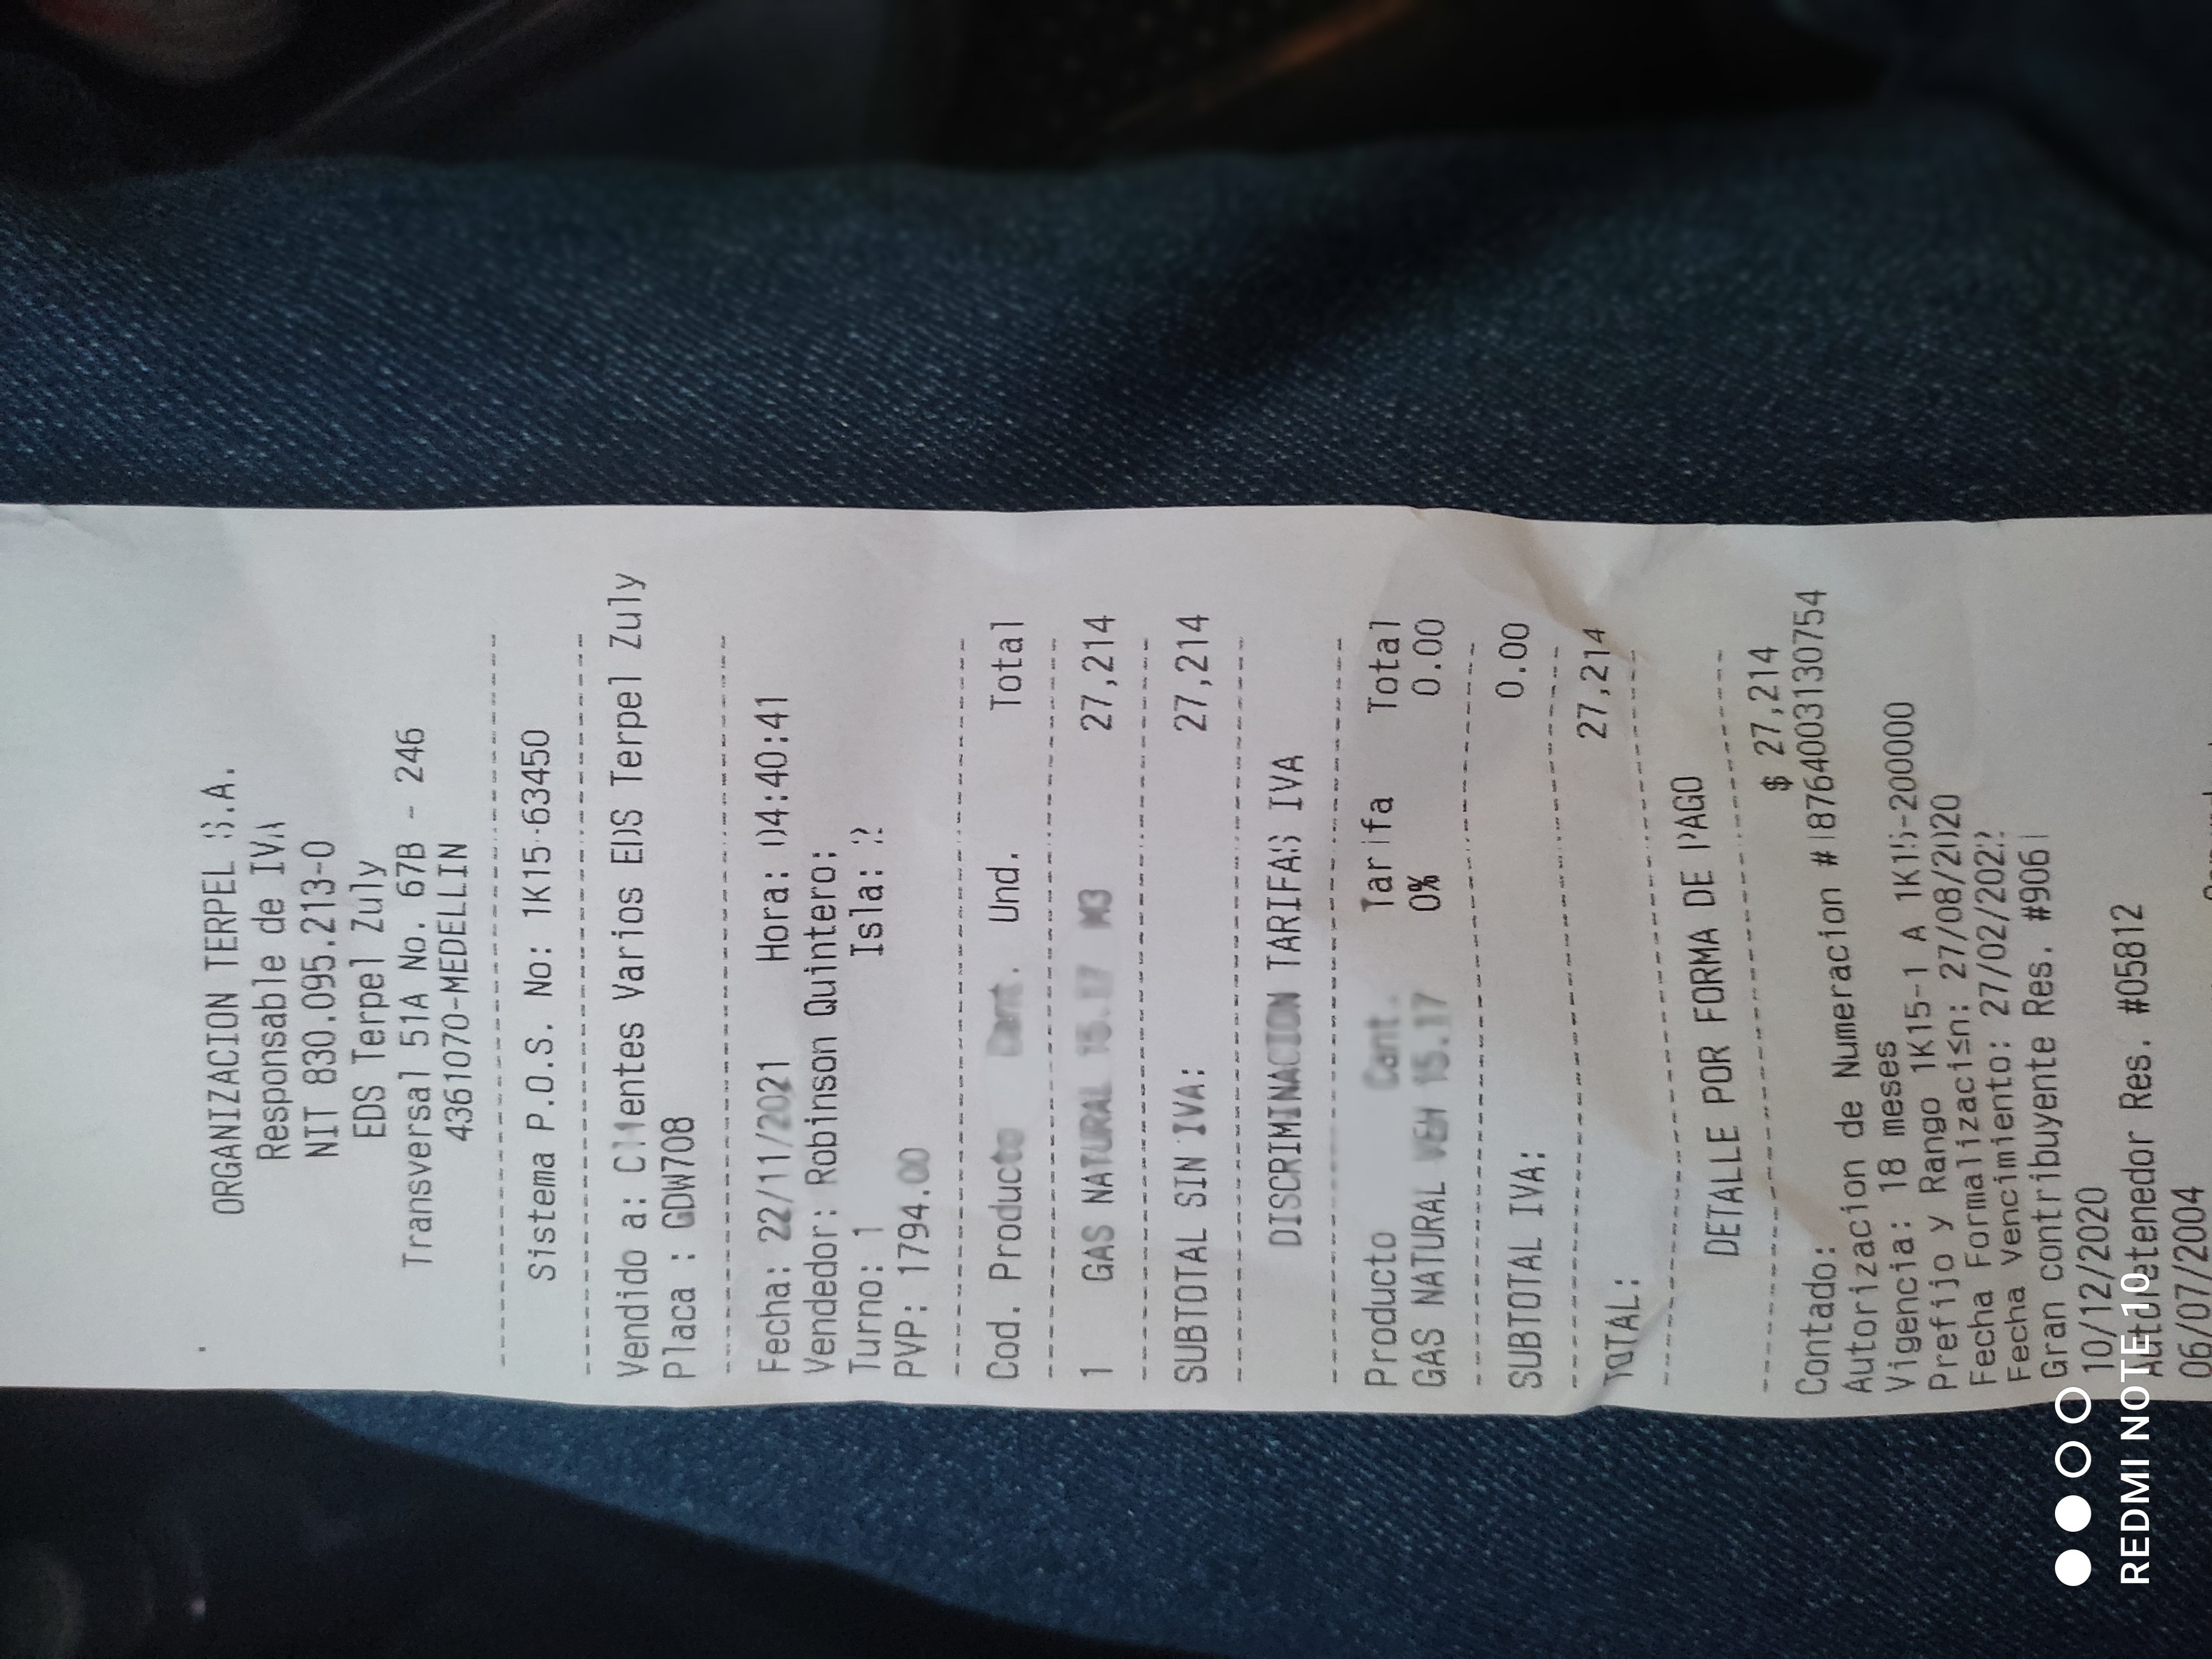 ORGANIZACION TERPEL S.A.
Responsable de IVA
NIT 830.095.213-0
EDS Terpel Zuly
Transversal 51A No. 67B - 246
4361070-MEDELLIN
Sistema P.O.S. No: 1K15-63450
Vendido a: Clientes Varios EDS Terpel Zuly
Placa : GDW708
Fecha: 22/11/2021 Hora: 04:40:41
Vendedor: Robinson Quintero:
Turno: 1 Isla:
PVP: 1794.00
Cod. Producto Cant. Und. Total
1 GAS NATURAL 15.17 M3 27,214
SUBTOTAL SIN IVA: 27,214
DISCRIMINACION TARIFAS IVA
Producto Cant. Tarifa Total
GAS NATURAL VEH 15.17 0% 0.00
SUBTOTAL IVA: 0.00
TOTAL: 27,214
DETALLE POR FORMA DE PAGO
Contado: $ 27,214
Autorizacion de Numeracion # 18764003130754
Vigencia: 18 meses
Prefijo y Rango 1K15-1 A 1K15-200000
Fecha Formalizaci≤n: 27/08/2020
Fecha Vencimiento: 27/02/2022
Gran contribuyente Res. #9061
10/12/2020
Autoretenedor Res. #05812
06/07/2004
REDMI NOTE 10